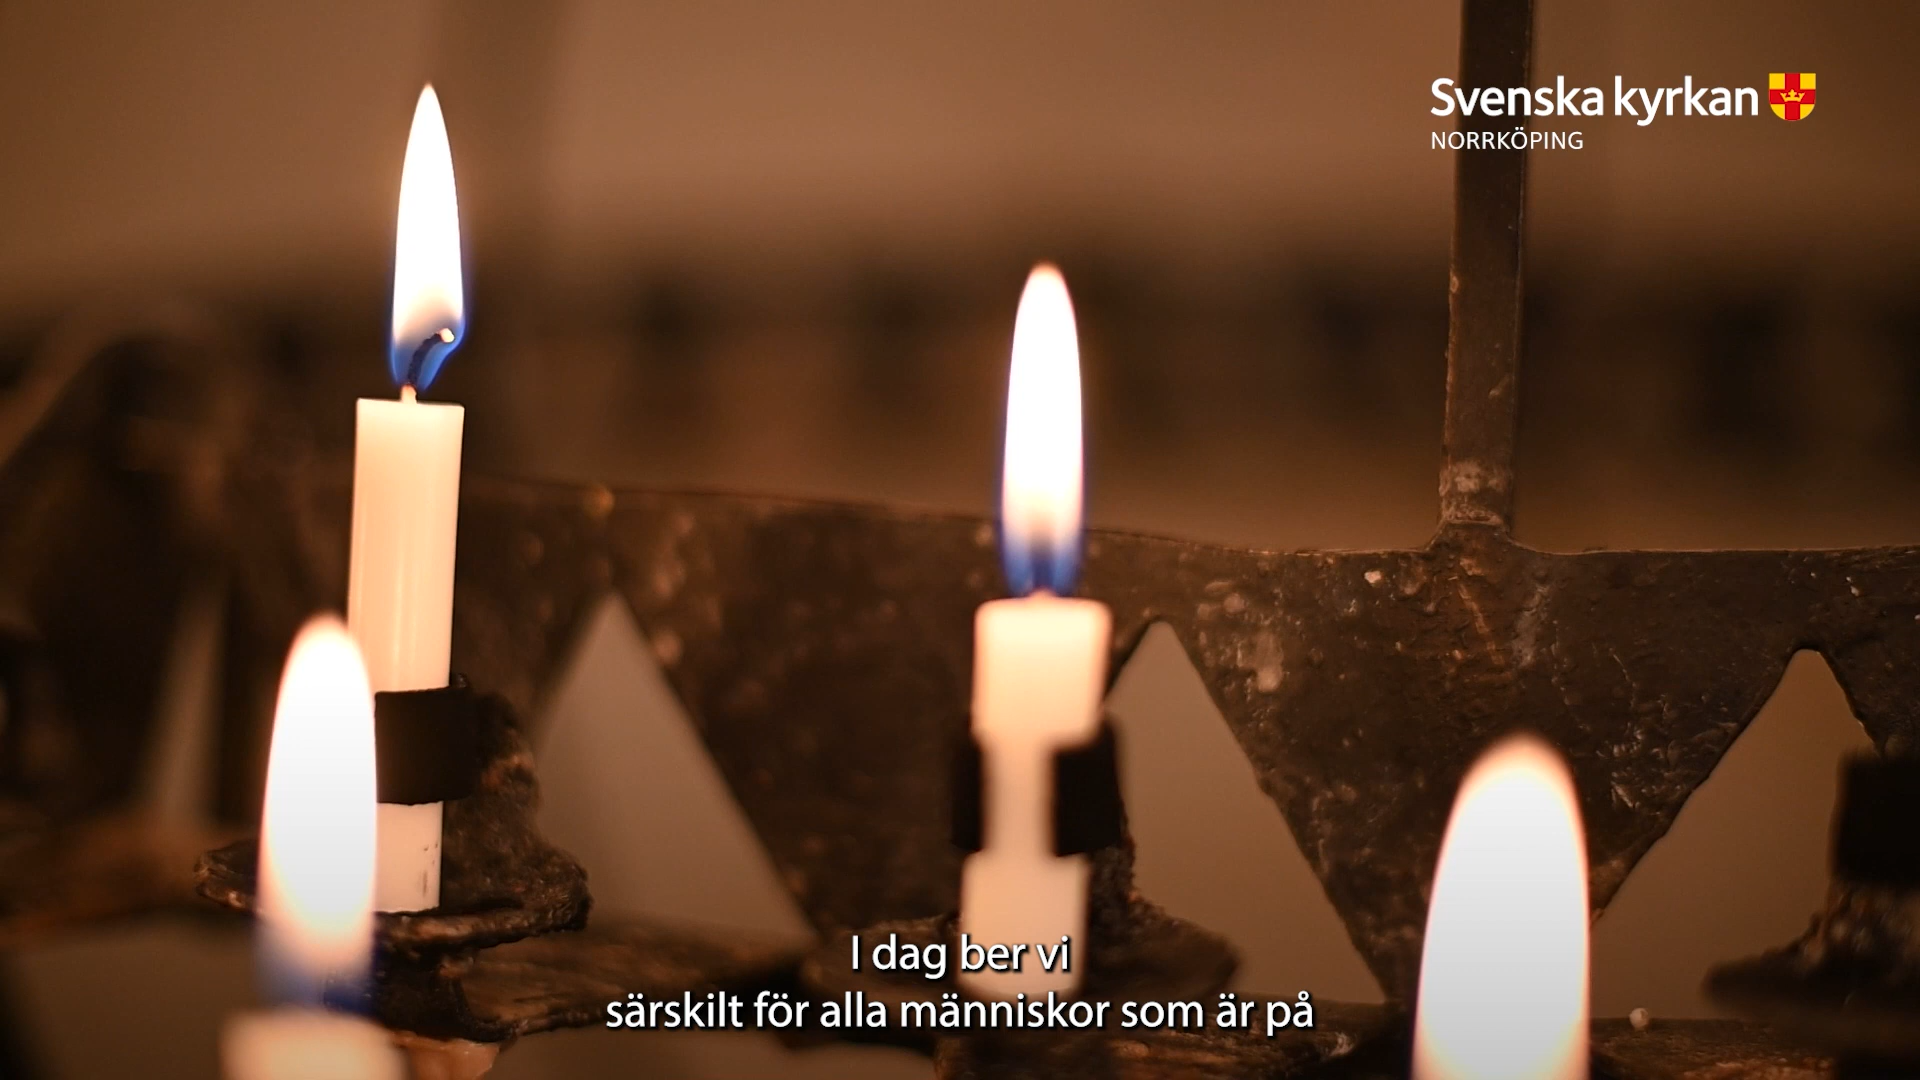 Svenska kyrkan
NORRKÖPING
I dag ber vi
särskilt för alla människor som är på